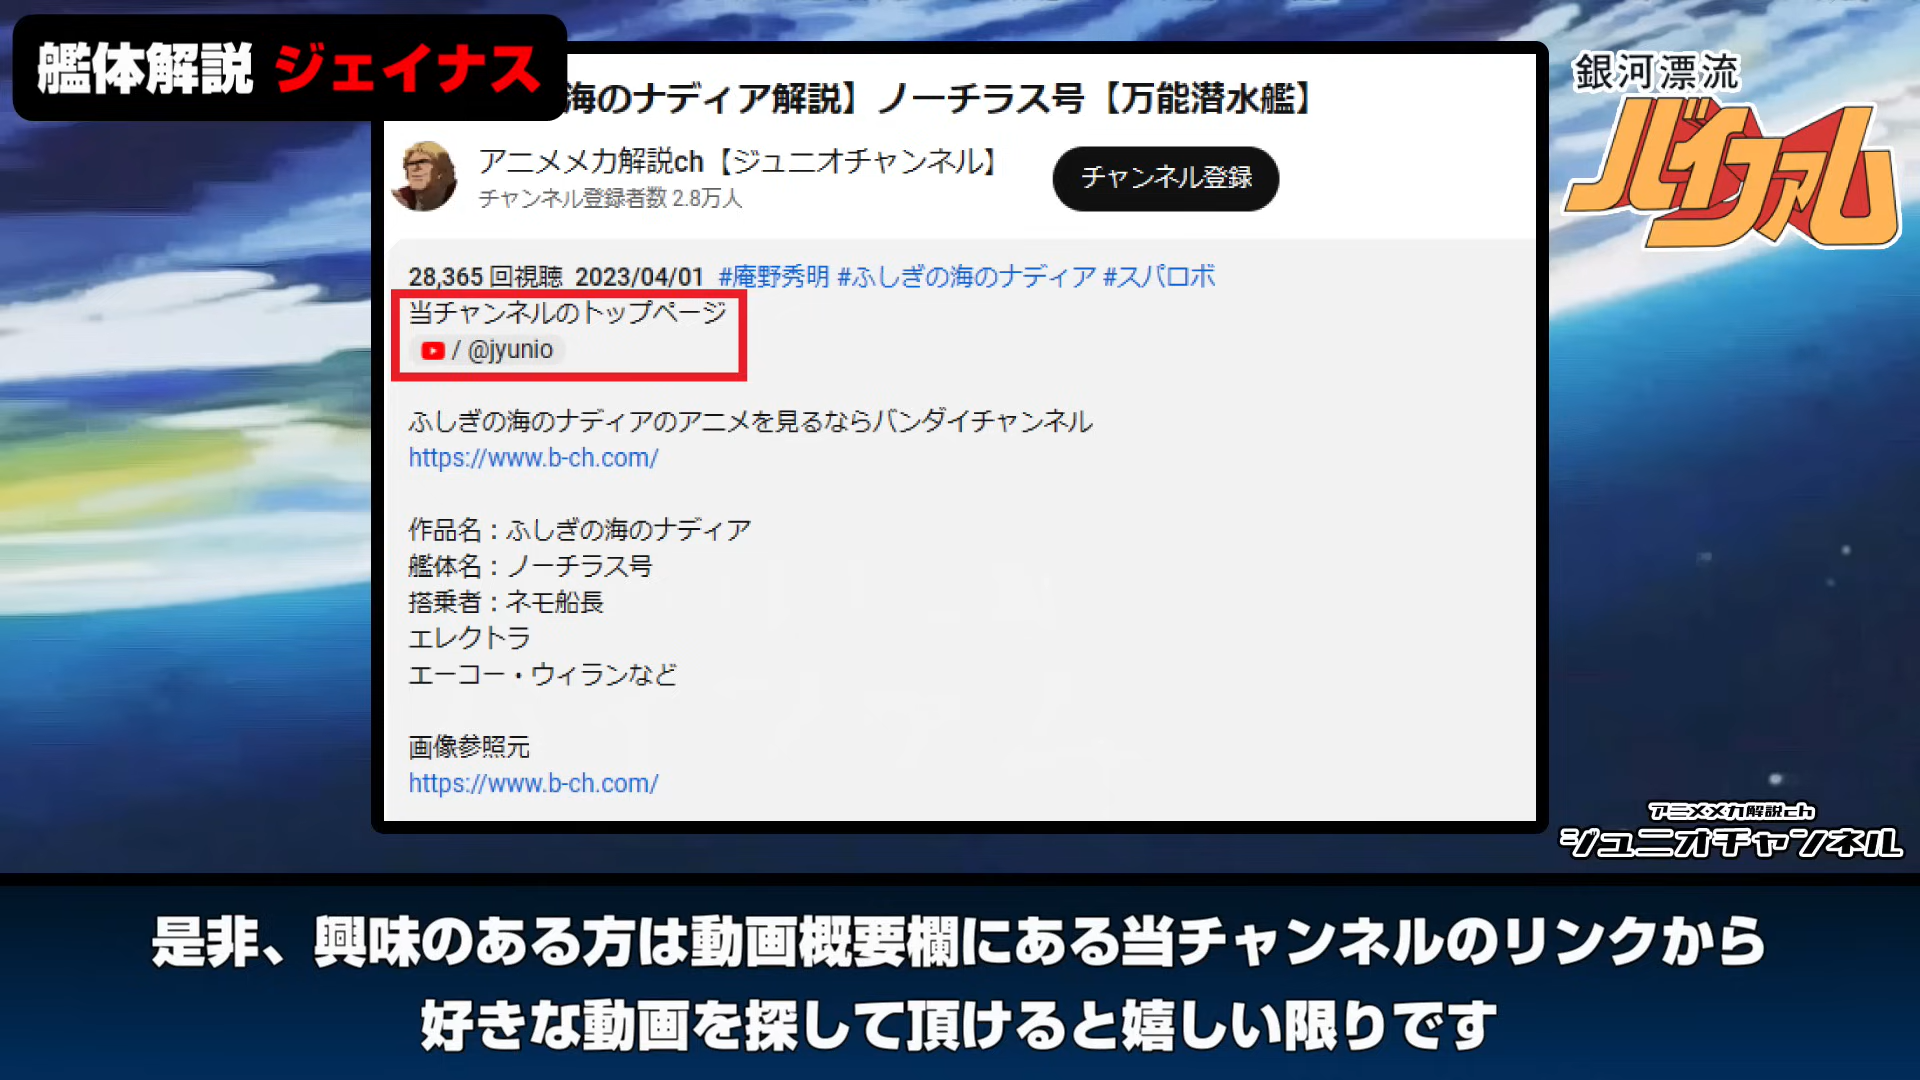 艦体解説 ジェイナス
海のナディア解説】ノーチラス号【万能潜水艦】
アニメメカ解説ch【ジュニオチャンネル】
チャンネル登録者数 2.8万人
チャンネル登録
28,365 回視聴 2023/04/01 #庵野秀明 #ふしぎの海のナディア #スパロボ
当チャンネルのトップページ
/ @jyunio
ふしぎの海のナディアのアニメを見るならバンダイチャンネル
https://www.b-ch.com/
作品名：ふしぎの海のナディア
艦体名：ノーチラス号
搭乗者：ネモ船長
エレクトラ
エーコー・ウィランなど
画像参照元
https://www.b-ch.com/
銀河漂流
バイファム
アニメメカ解説ch
ジュニオチャンネル
是非、興味のある方は動画概要欄にある当チャンネルのリンクから
好きな動画を探して頂けると嬉しい限りです